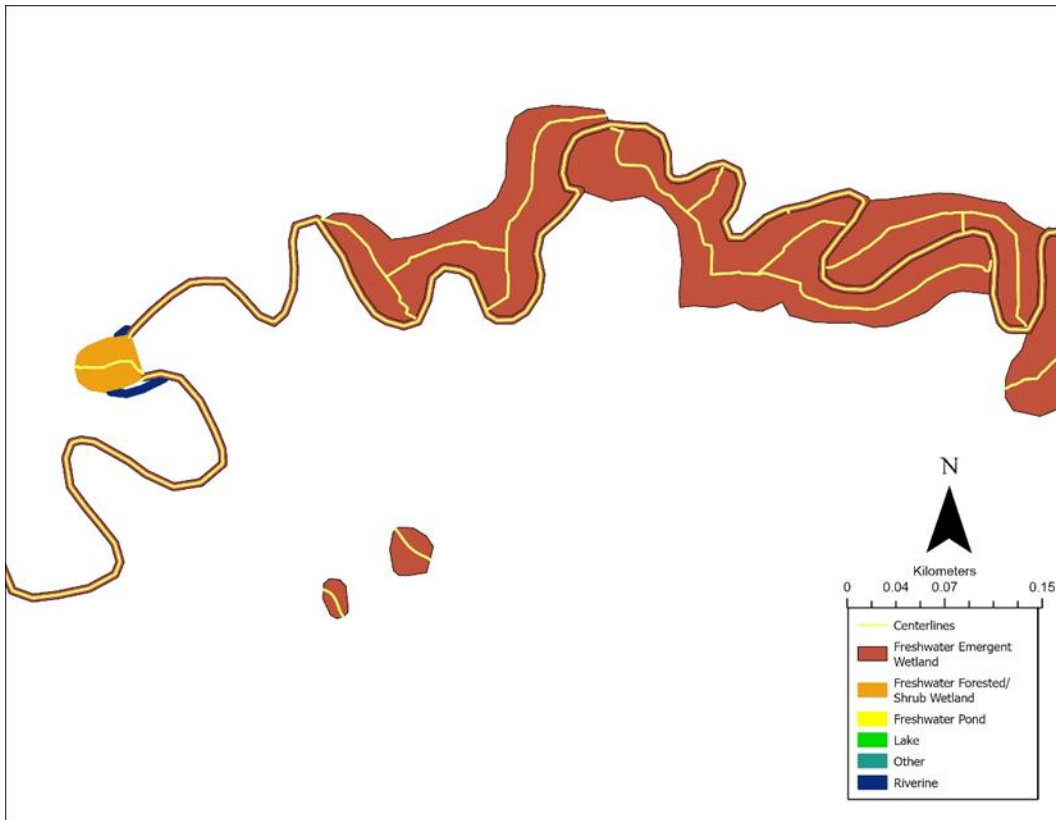 N
Kilometers
0 0.04 0.07 0.15
Centerlines
Freshwater Emergent
Wetland
Freshwater Forested/
Shrub Wetland
Freshwater Pond
Lake
Other
Riverine